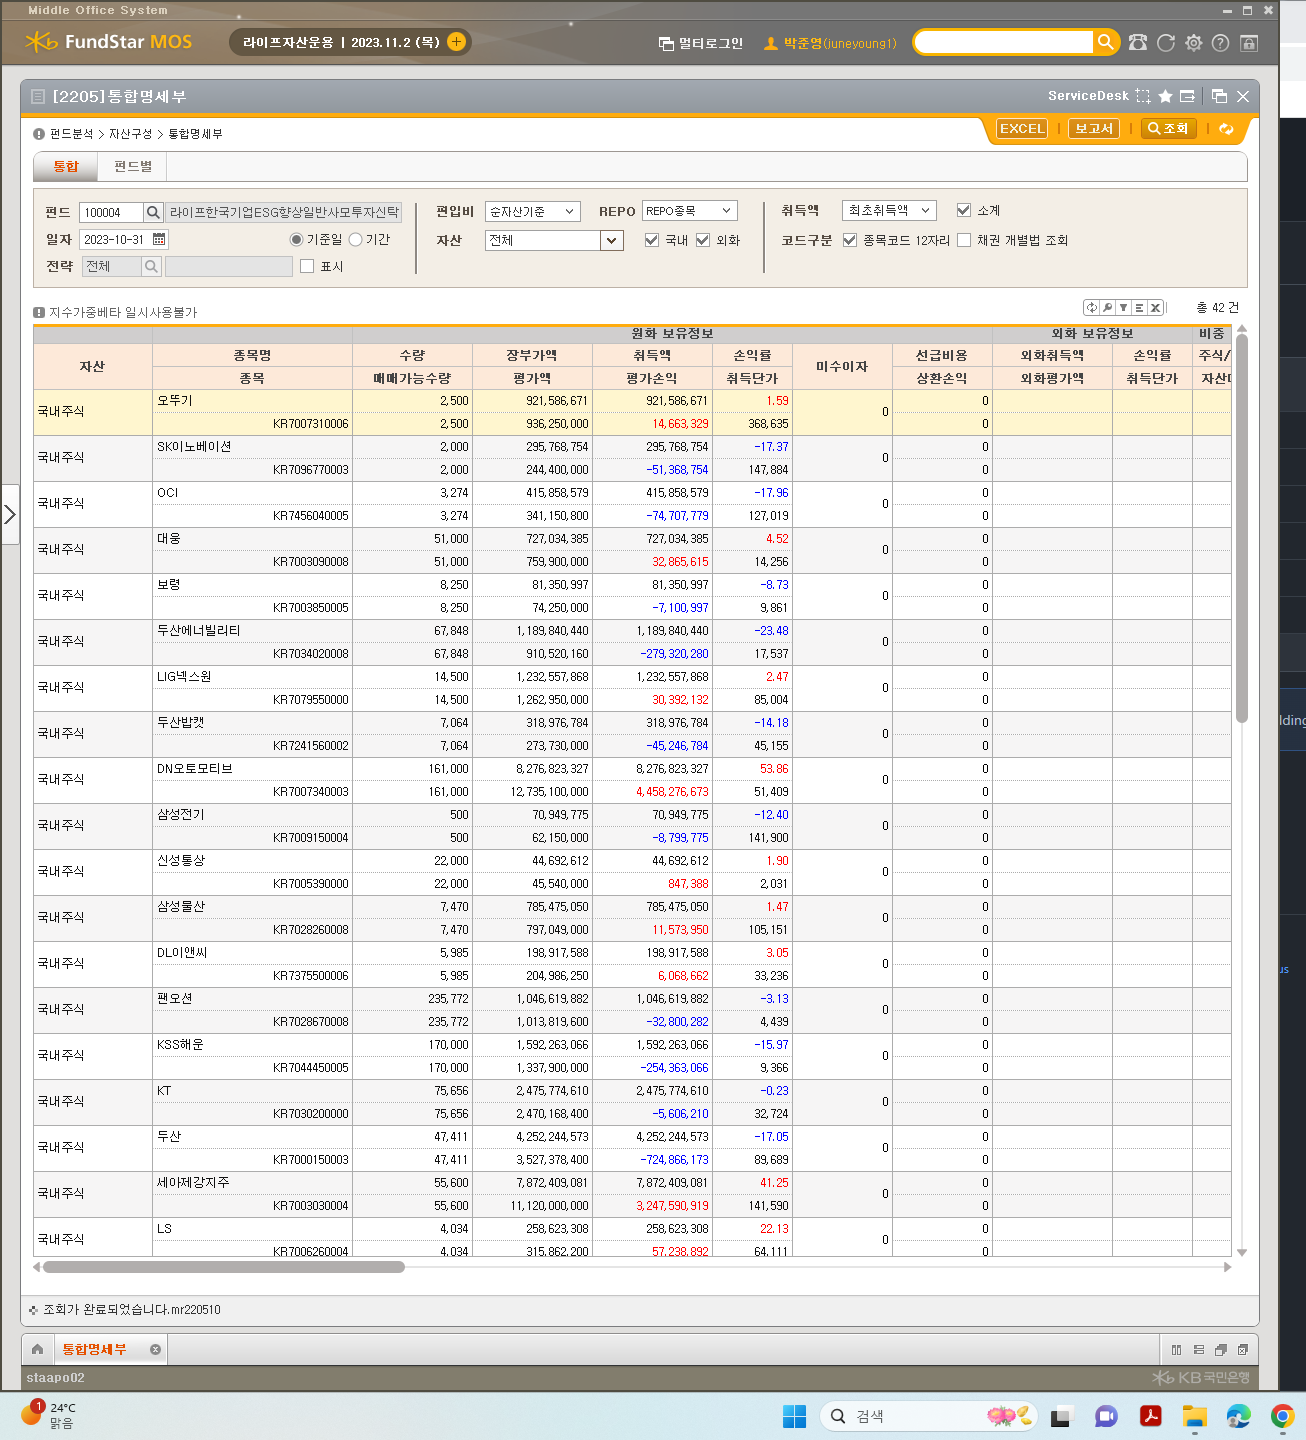 Middle Office System
FundStar MOS
라이프자산운용 | 2023.11.2 (목)
멀티로그인
박준영(juneyoung1)
[2205]통합명세부
ServiceDesk
펀드분석 > 자산구성 > 통합명세부
EXCEL 보고서 조회
통합 펀드별
펀드 100004 라이프한국기업ESG향상일반사모투자신탁 편입비 순자산기준 REPO REPO종목 취득액 최초취득액 소계
일자 2023-10-31 기준일 기간 자산 전체 국내 외화 코드구분 종목코드 12자리 채권 개별법 조회
전략 전체 표시
지수가중베타 일시사용불가
총 42 건
원화 보유정보 외화 보유정보 비중
자산 종목명 수량 장부가액 취득액 손익률 미수이자 선급비용 외화취득액 손익률 주식/
종목 매매가능수량 평가액 평가손익 취득단가 상환손익 외화평가액 취득단가 자산
국내주식 오뚜기 2,500 921,586,671 921,586,671 1.59 0 0
KR7007310006 2,500 936,250,000 14,663,329 368,635 0
국내주식 SK이노베이션 2,000 295,768,754 295,768,754 -17.37 0 0
KR7096770003 2,000 244,400,000 -51,368,754 147,884 0
국내주식 OCI 3,274 415,858,579 415,858,579 -17.96 0 0
KR7456040005 3,274 341,150,800 -74,707,779 127,019 0
국내주식 대웅 51,000 727,034,385 727,034,385 4.52 0 0
KR7003090008 51,000 759,900,000 32,865,615 14,256 0
국내주식 보령 8,250 81,350,997 81,350,997 -8.73 0 0
KR7003850005 8,250 74,250,000 -7,100,997 9,861 0
국내주식 두산에너빌리티 67,848 1,189,840,440 1,189,840,440 -23.48 0 0
KR7034020008 67,848 910,520,160 -279,320,280 17,537 0
국내주식 LIG넥스원 14,500 1,232,557,868 1,232,557,868 2.47 0 0
KR7079550000 14,500 1,262,950,000 30,392,132 85,004 0
국내주식 두산밥캣 7,064 318,976,784 318,976,784 -14.18 0 0
KR7241560002 7,064 273,730,000 -45,246,784 45,155 0
국내주식 DN오토모티브 161,000 8,276,823,327 8,276,823,327 53.86 0 0
KR7007340003 161,000 12,735,100,000 4,458,276,673 51,409 0
국내주식 삼성전기 500 70,949,775 70,949,775 -12.40 0 0
KR7009150004 500 62,150,000 -8,799,775 141,900 0
국내주식 신성통상 22,000 44,692,612 44,692,612 1.90 0 0
KR7005390000 22,000 45,540,000 847,388 2,031 0
국내주식 삼성물산 7,470 785,475,050 785,475,050 1.47 0 0
KR7028260008 7,470 797,049,000 11,573,950 105,151 0
국내주식 DL이앤씨 5,985 198,917,588 198,917,588 3.05 0 0
KR7375500006 5,985 204,986,250 6,068,662 33,236 0
국내주식 팬오션 235,772 1,046,619,882 1,046,619,882 -3.13 0 0
KR7028670008 235,772 1,013,819,600 -32,800,282 4,439 0
국내주식 KSS해운 170,000 1,592,263,066 1,592,263,066 -15.97 0 0
KR7044450005 170,000 1,337,900,000 -254,363,066 9,366 0
국내주식 KT 75,656 2,475,774,610 2,475,774,610 -0.23 0 0
KR7030200000 75,656 2,470,168,400 -5,606,210 32,724 0
국내주식 두산 47,411 4,252,244,573 4,252,244,573 -17.05 0 0
KR7000150003 47,411 3,527,378,400 -724,866,173 89,689 0
국내주식 세아제강지주 55,600 7,872,409,081 7,872,409,081 41.25 0 0
KR7003030004 55,600 11,120,000,000 3,247,590,919 141,590 0
국내주식 LS 4,034 258,623,308 258,623,308 22.13 0 0
KR7006260004 4,034 315,862,200 57,238,892 64,111 0
조회가 완료되었습니다.mr220510
통합명세부
staapo02
KB국민은행
1 24°C
맑음
검색
lding
us